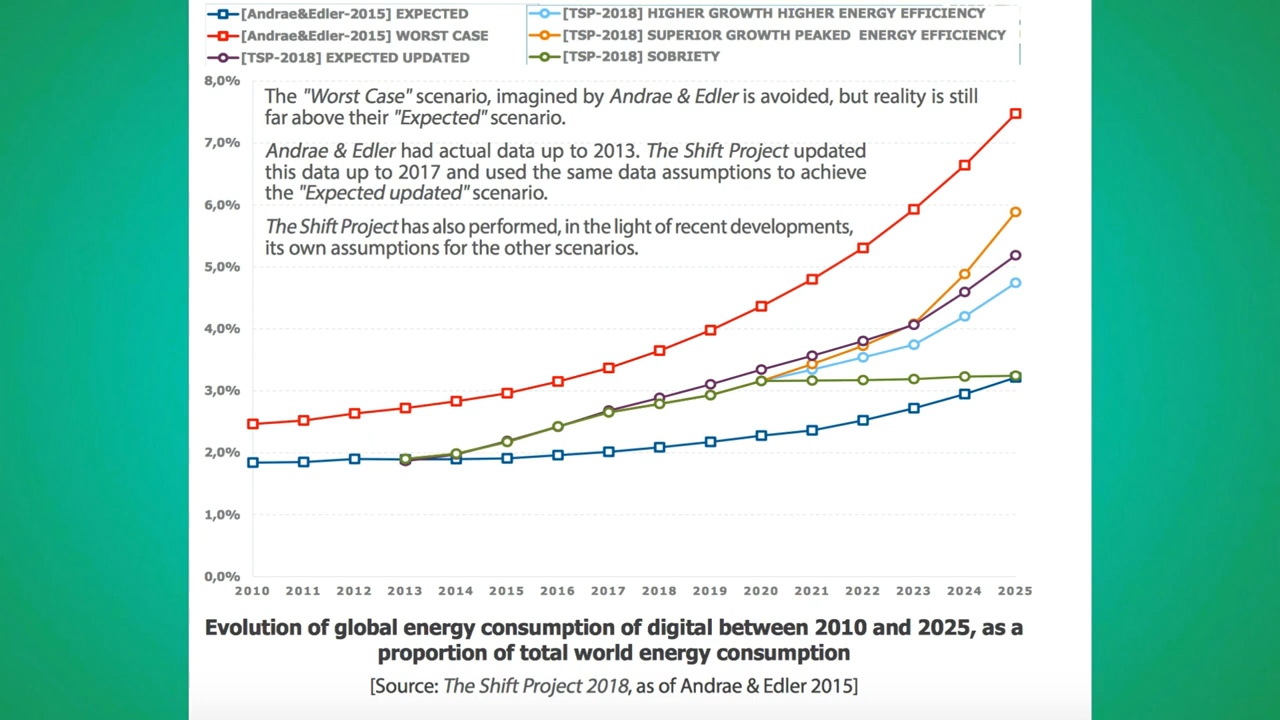 [Andrae&Edler-2015] EXPECTED
[Andrae&Edler-2015] WORST CASE
[TSP-2018] EXPECTED UPDATED
[TSP-2018] HIGHER GROWTH HIGHER ENERGY EFFICIENCY
[TSP-2018] SUPERIOR GROWTH PEAKED ENERGY EFFICIENCY
[TSP-2018] SOBRIETY
8,0%
7,0%
6,0%
5,0%
4,0%
3,0%
2,0%
1,0%
0,0%
The "Worst Case" scenario, imagined by Andrae & Edler is avoided, but reality is still
far above their "Expected" scenario.
Andrae & Edler had actual data up to 2013. The Shift Project updated
this data up to 2017 and used the same data assumptions to achieve
the "Expected updated" scenario.
The Shift Project has also performed, in the light of recent developments,
its own assumptions for the other scenarios.
2010 2011 2012 2013 2014 2015 2016 2017 2018 2019 2020 2021 2022 2023 2024 2025
Evolution of global energy consumption of digital between 2010 and 2025, as a
proportion of total world energy consumption
[Source: The Shift Project 2018, as of Andrae & Edler 2015]